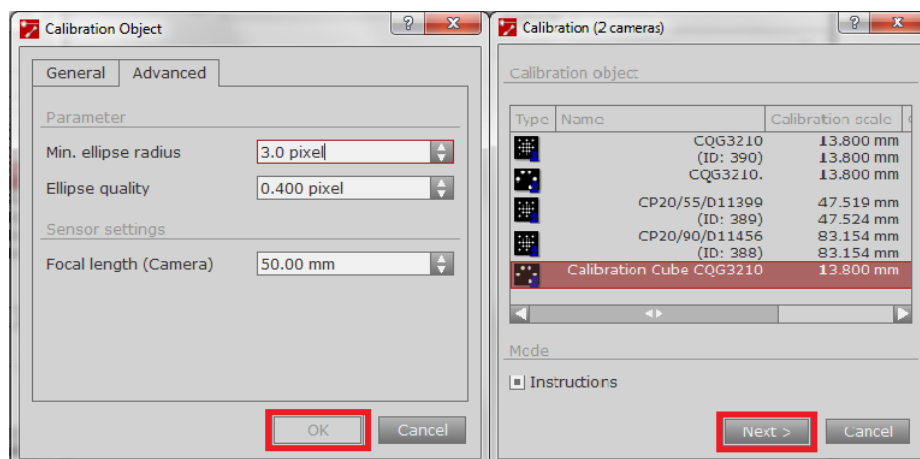 Calibration Object
General Advanced
Parameter
Min. ellipse radius 3.0 pixel
Ellipse quality 0.400 pixel
Sensor settings
Focal length (Camera) 50.00 mm
OK Cancel
Calibration (2 cameras)
Calibration object
Type Name Calibration scale
CQG3210 13.800 mm
(ID: 390) 13.800 mm
CQG3210.
CP20/55/D11399 47.519 mm
(ID: 389) 47.524 mm
CP20/90/D11456 83.154 mm
(ID: 388) 83.154 mm
Calibration Cube CQG3210 13.800 mm
Mode
Instructions
Next > Cancel